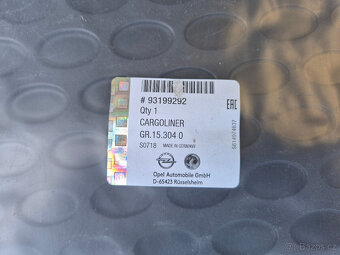 # 93199292
Qty 1
CARGOLINER
GR.15.304 0
S0718 MADE IN GERMANY
Opel Automobile GmbH
D-65423 Rüsselsheim
EAC